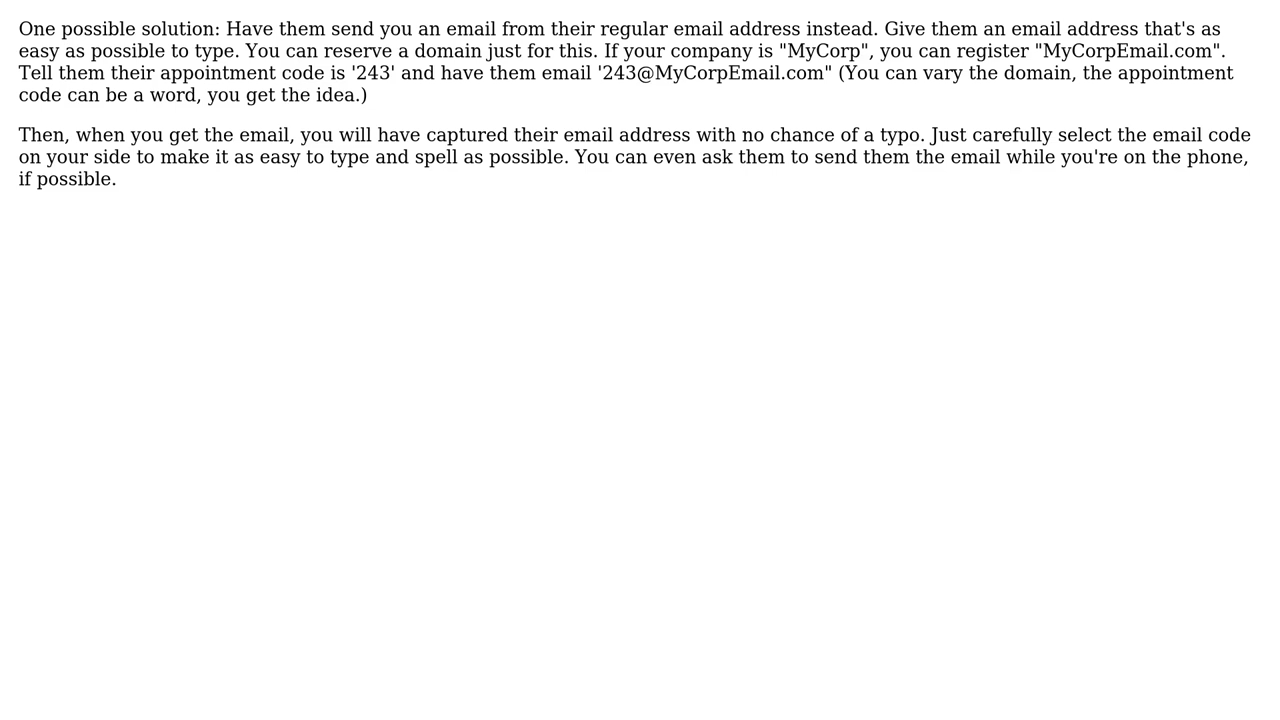 One possible solution: Have them send you an email from their regular email address instead. Give them an email address that's as
easy as possible to type. You can reserve a domain just for this. If your company is "MyCorp", you can register "MyCorpEmail.com".
Tell them their appointment code is '243' and have them email '243@MyCorpEmail.com" (You can vary the domain, the appointment
code can be a word, you get the idea.)
Then, when you get the email, you will have captured their email address with no chance of a typo. Just carefully select the email code
on your side to make it as easy to type and spell as possible. You can even ask them to send them the email while you're on the phone,
if possible.